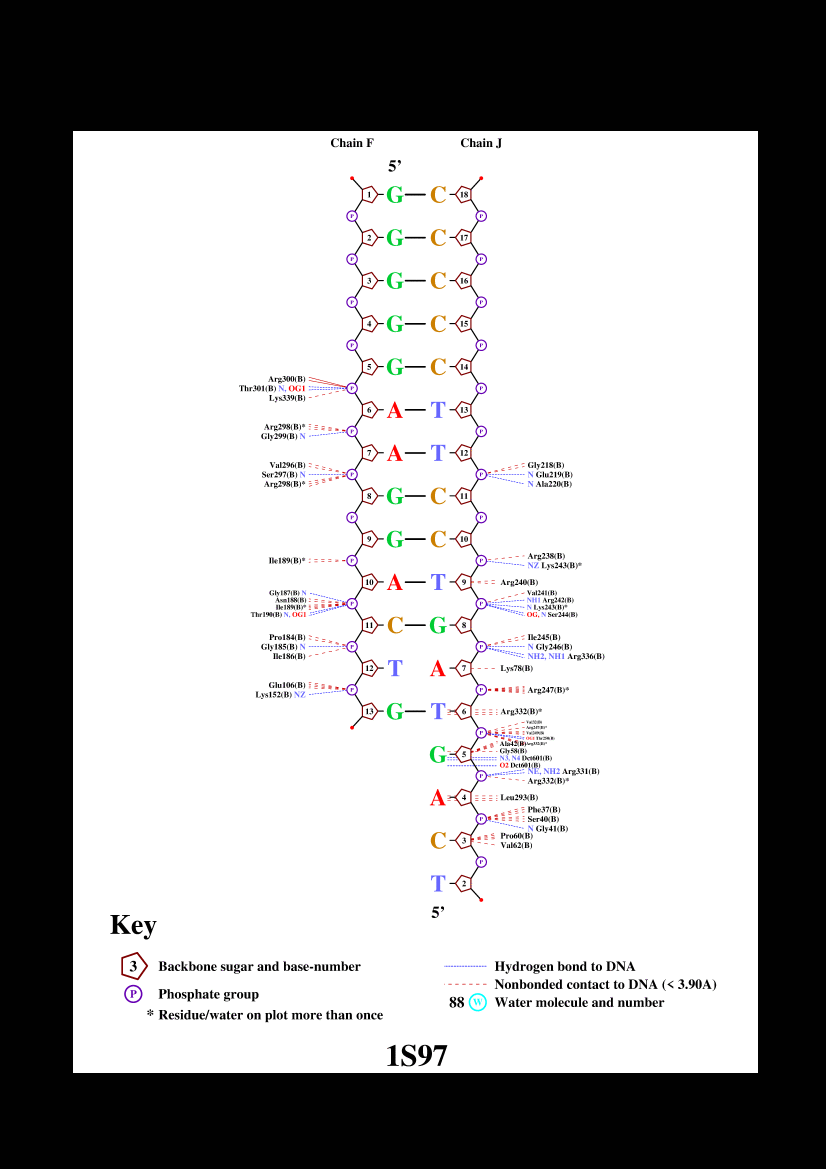 Chain F Chain J
5'
1 G C 18
P P
2 G C 17
P P
3 G C 16
P P
4 G C 15
P P
5 G C 14
Arg300(B)
Thr301(B) N, OG1 P P
Lys339(B)
6 A T 13
Arg298(B)*
P P
Gly299(B) N
7 A T 12
Val296(B) Gly218(B)
Ser297(B) N P P N Glu219(B)
Arg298(B)* N Ala220(B)
8 G C 11
P P
9 G C 10
Arg238(B)
Ile189(B)* P P
NZ Lys243(B)*
10 A T 9 Arg240(B)
Gly187(B) N Val241(B)
Asn188(B) NH1 Arg242(B)
P P
Ile189(B)* N Lys243(B)*
Thr190(B) N, OG1 OG, N Ser244(B)
11 C G 8
Pro184(B) Ile245(B)
Gly185(B) N P P N Gly246(B)
Ile186(B) NH2, NH1 Arg336(B)
12 T A 7 Lys78(B)
Glu106(B)
P P Arg247(B)*
Lys152(B) NZ
13 G T 6 Arg332(B)*
Arg247(B)*
P
Ala42(B)
Gly58(B)
G 5
N3, N4 Dct601(B)
O2 Dct601(B)
NE, NH2 Arg331(B)
P
Arg332(B)*
A 4 Leu293(B)
Phe37(B)
P Ser40(B)
N Gly41(B)
Pro60(B)
C 3
Val62(B)
P
T 2
5'
Key
3 Backbone sugar and base-number
P Phosphate group
* Residue/water on plot more than once
Hydrogen bond to DNA
Nonbonded contact to DNA (< 3.90A)
88 W Water molecule and number
1S97